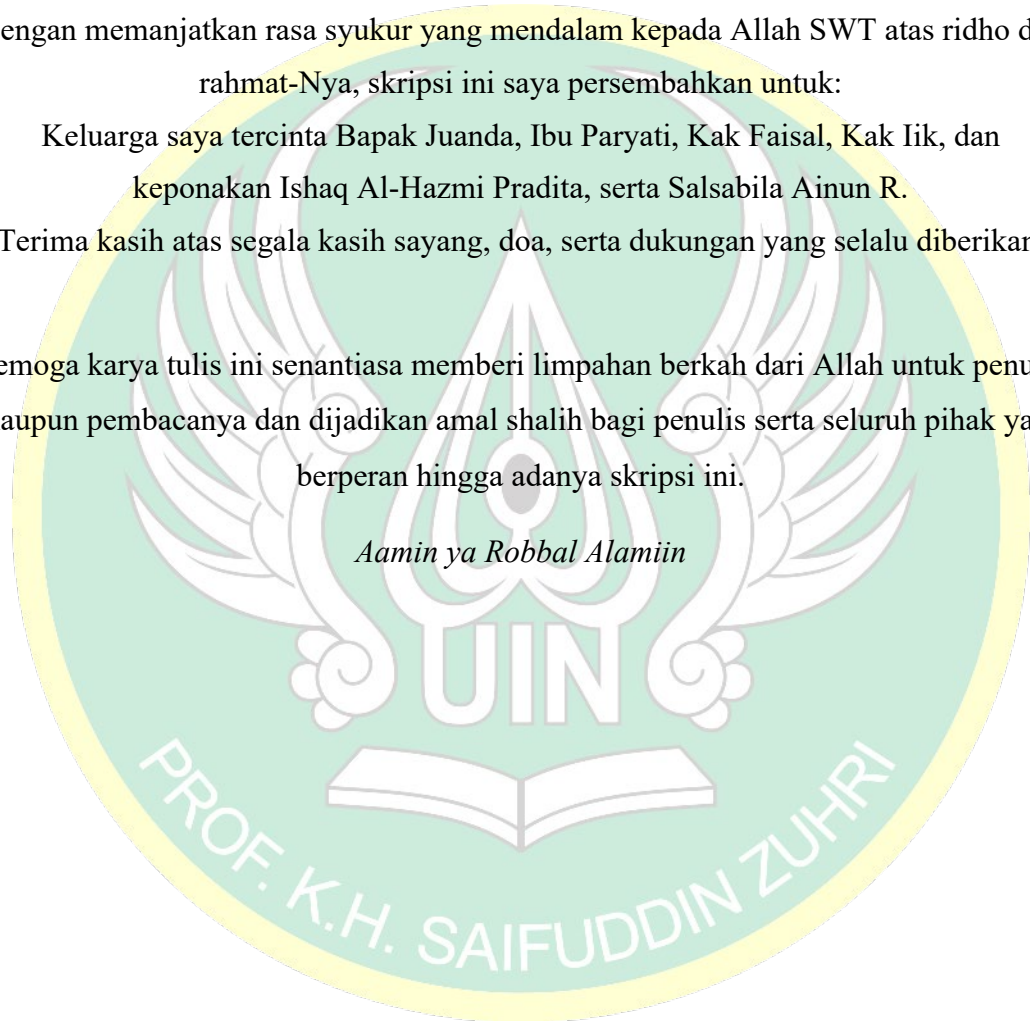 engan memanjatkan rasa syukur yang mendalam kepada Allah SWT atas ridho d
rahmat-Nya, skripsi ini saya persembahkan untuk:
Keluarga saya tercinta Bapak Juanda, Ibu Paryati, Kak Faisal, Kak Iik, dan
keponakan Ishaq Al-Hazmi Pradita, serta Salsabila Ainun R.
Terima kasih atas segala kasih sayang, doa, serta dukungan yang selalu diberikan
emoga karya tulis ini senantiasa memberi limpahan berkah dari Allah untuk penu
aupun pembacanya dan dijadikan amal shalih bagi penulis serta seluruh pihak ya
berperan hingga adanya skripsi ini.
Aamin ya Robbal Alamiin
UIN
PROF. K.H. SAIFUDDIN ZUHRI